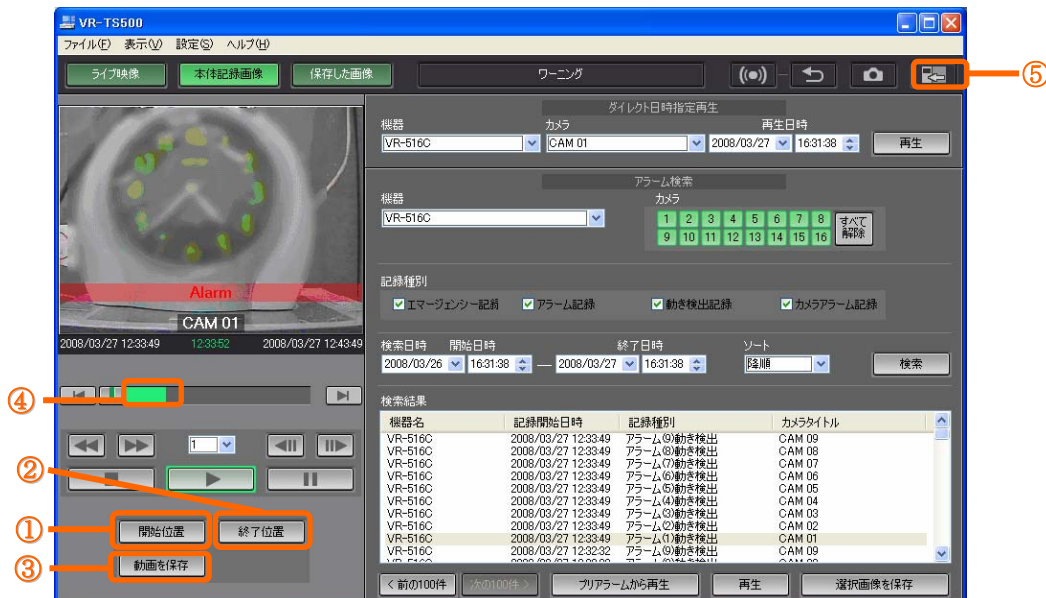 VR-TS500
ファイル(F) 表示(V) 設定(S) ヘルプ(H)
ライブ映像 本体記録画像 保存した画像 ワーニング
⑤
ダイレクト日時指定再生
機器 カメラ 再生日時
VR-516C CAM 01 2008/03/27 16:31:38 再生
アラーム検索
機器 カメラ
VR-516C 1 2 3 4 5 6 7 8 すべて解除
9 10 11 12 13 14 15 16
記録種別
エマージェンシー記録 アラーム記録 動き検出記録 カメラアラーム記録
Alarm
CAM 01
2008/03/27 12:33:49 12:33:52 2008/03/27 12:43:49
検索日時 開始日時 終了日時 ソート
2008/03/26 16:31:38 — 2008/03/27 16:31:38 降順 検索
④
検索結果
機器名 記録開始日時 記録種別 カメラタイトル
VR-516C 2008/03/27 12:33:49 アラーム(9)動き検出 CAM 09
VR-516C 2008/03/27 12:33:49 アラーム(8)動き検出 CAM 08
VR-516C 2008/03/27 12:33:49 アラーム(7)動き検出 CAM 07
VR-516C 2008/03/27 12:33:49 アラーム(6)動き検出 CAM 06
VR-516C 2008/03/27 12:33:49 アラーム(5)動き検出 CAM 05
VR-516C 2008/03/27 12:33:49 アラーム(4)動き検出 CAM 04
VR-516C 2008/03/27 12:33:49 アラーム(3)動き検出 CAM 03
VR-516C 2008/03/27 12:33:49 アラーム(2)動き検出 CAM 02
VR-516C 2008/03/27 12:33:49 アラーム(1)動き検出 CAM 01
VR-516C 2008/03/27 12:32:32 アラーム(9)動き検出 CAM 09
1
②
① 開始位置 終了位置
③ 動画を保存
< 前の100件 次の100件 > プリアラームから再生 再生 選択画像を保存